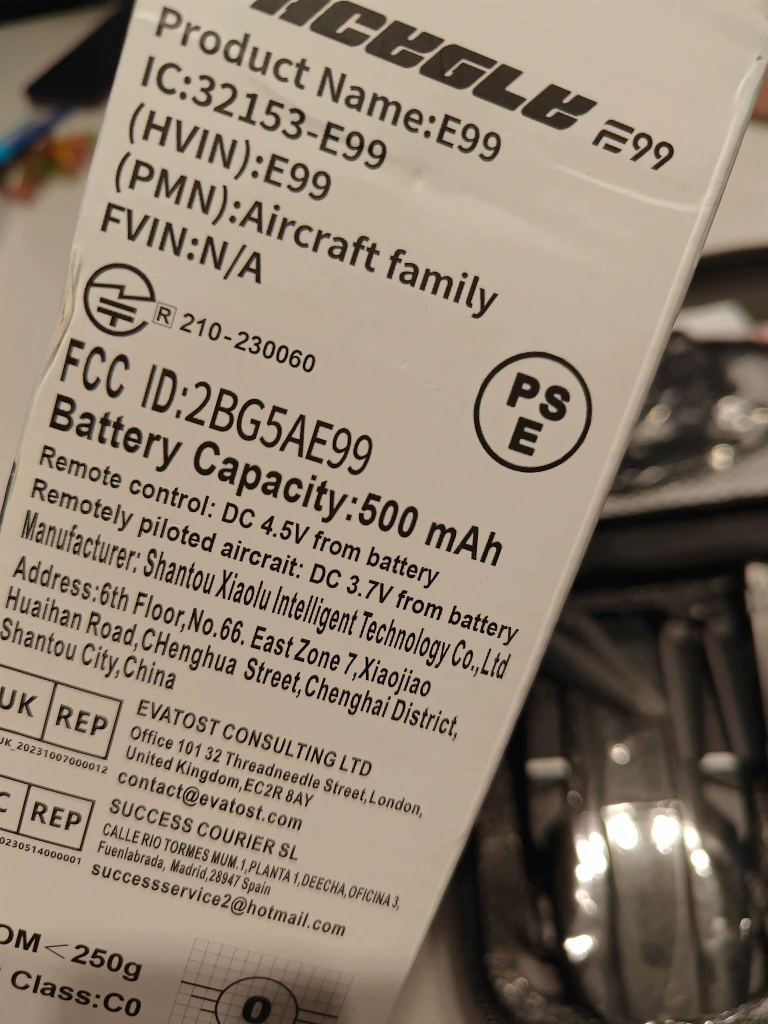 E99
Product Name:E99
IC:32153-E99
(HVIN):E99
(PMN):Aircraft family
FVIN:N/A
R 210-230060
PS
E
FCC ID:2BG5AE99
Battery Capacity:500 mAh
Remote control: DC 4.5V from battery
Remotely piloted aircrait: DC 3.7V from battery
Manufacturer: Shantou Xiaolu Intelligent Technology Co.,Ltd
Address:6th Floor,No.66. East Zone 7,Xiaojiao
Huaihan Road,CHenghua Street,Chenghai District,
Shantou City,China
UK REP
UK_20231007000012
EVATOST CONSULTING LTD
Office 101 32 Threadneedle Street,London,
United Kingdom,EC2R 8AY
contact@evatost.com
REP
0230514000001
SUCCESS COURIER SL
CALLE RIO TORMES MUM.1,PLANTA 1,DEECHA,OFICINA 3,
Fuenlabrada, Madrid,28947 Spain
successservice2@hotmail.com
OM<250g
Class:C0
0